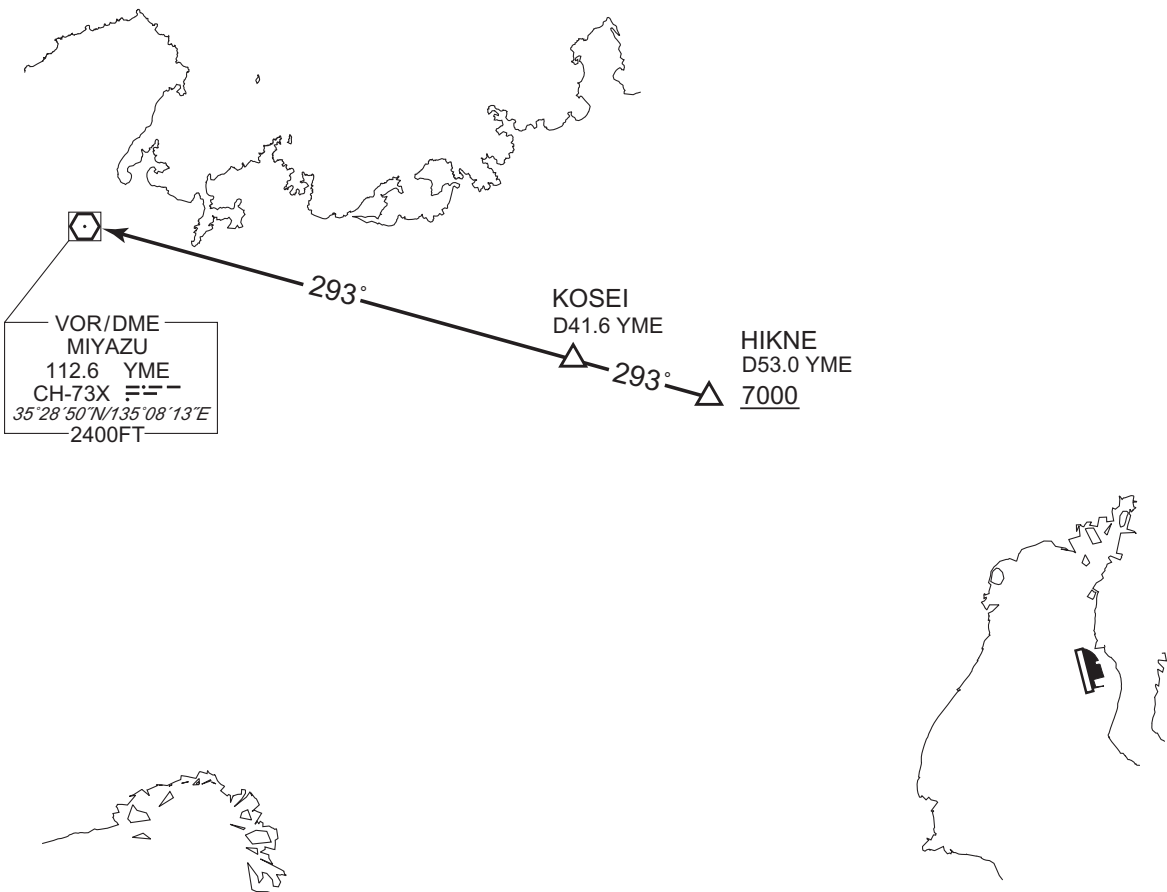 293°
KOSEI
D41.6 YME
HIKNE
D53.0 YME
7000
293°
VOR/DME
MIYAZU
112.6 YME
CH-73X
35°28´50˝N/135°08´13˝E
2400FT